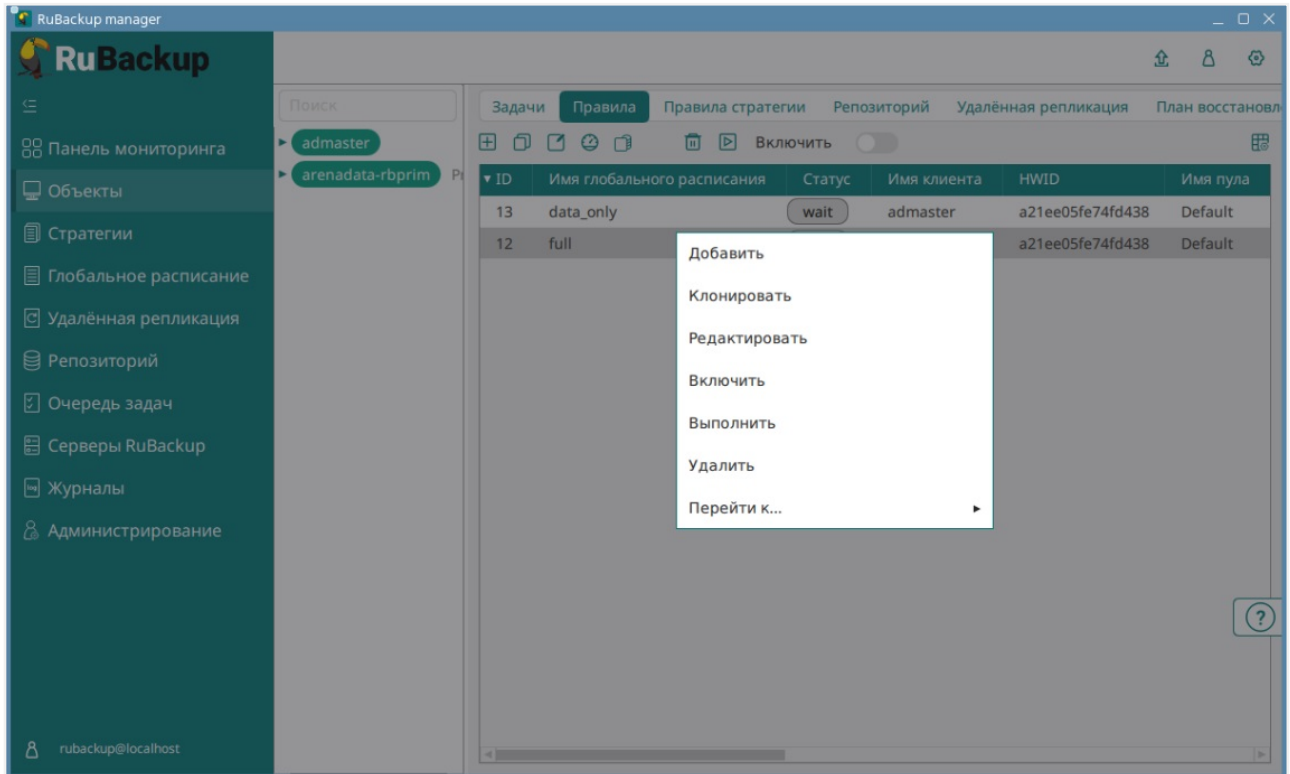 RuBackup manager
RuBackup
Поиск
Задачи Правила Правила стратегии Репозиторий Удалённая репликация План восстановл
Панель мониторинга
admaster
Включить
Объекты
arenadata-rbprim Pr
ID Имя глобального расписания Статус Имя клиента HWID Имя пула
13 data_only wait admaster a21ee05fe74fd438 Default
12 full a21ee05fe74fd438 Default
Стратегии
Глобальное расписание
Удалённая репликация
Репозиторий
Очередь задач
Серверы RuBackup
Журналы
Администрирование
Добавить
Клонировать
Редактировать
Включить
Выполнить
Удалить
Перейти к...
?
rubackup@localhost